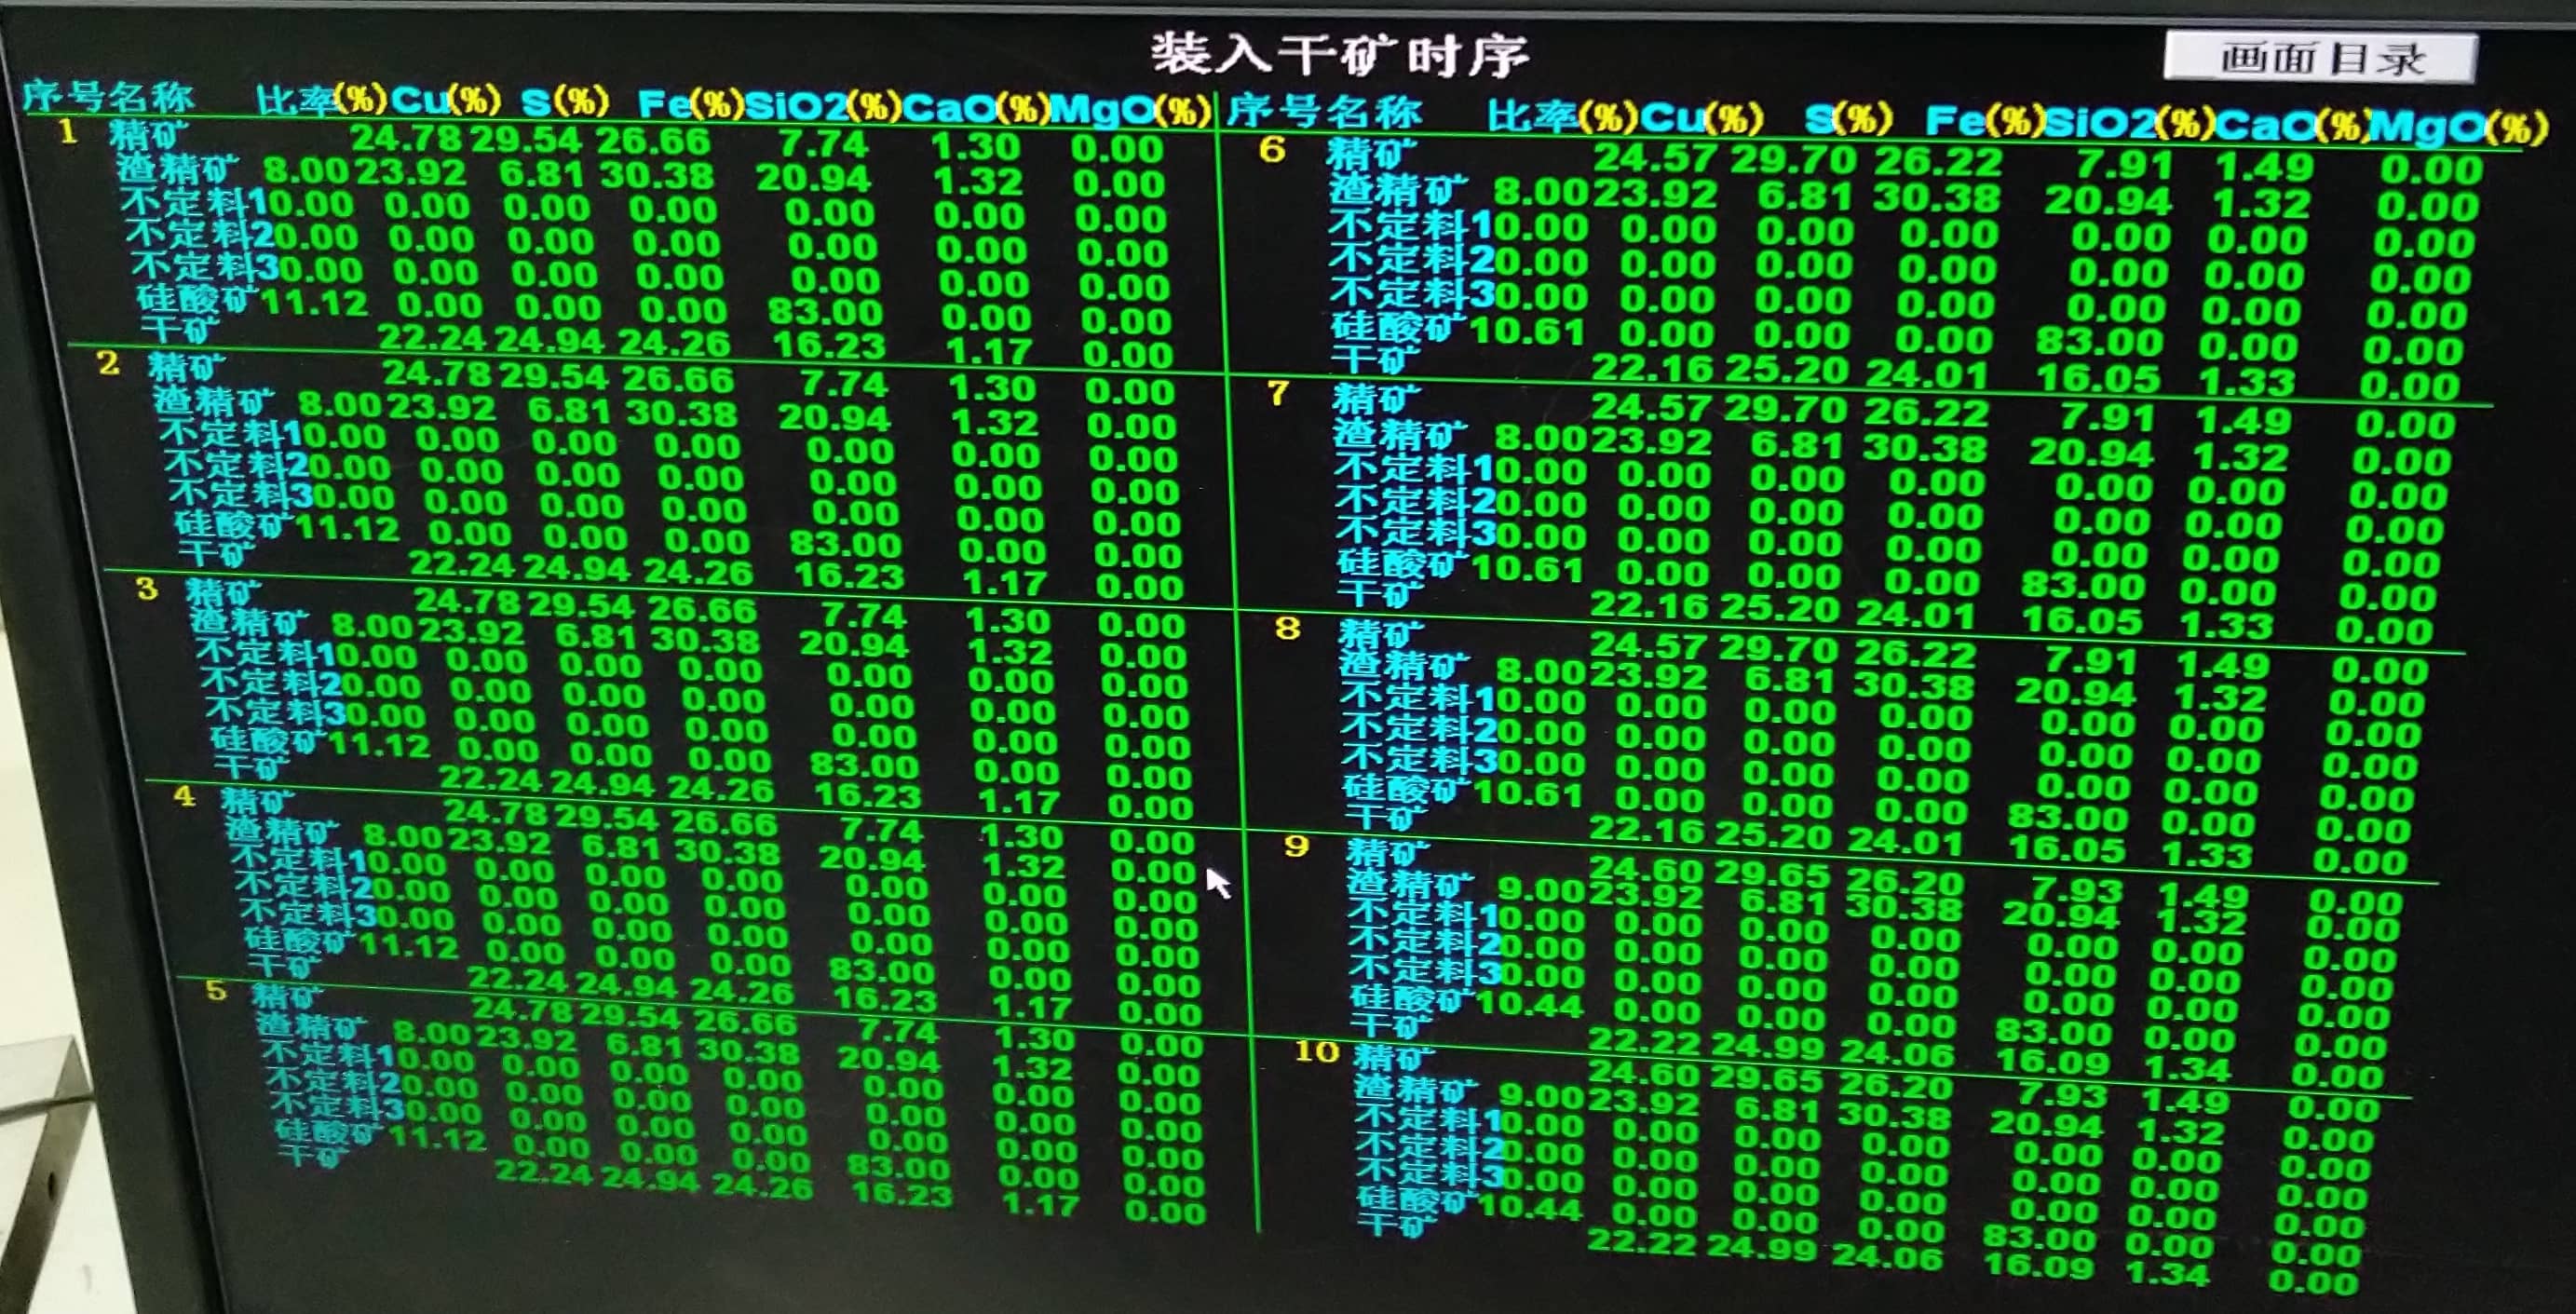 装入干矿时序
画面目录
序号名称 比率(%)Cu(%) S(%) Fe(%)SiO2(%)CaO(%)MgO(%)
1 精矿 24.78 29.54 26.66 7.74 1.30 0.00
渣精矿 8.00 23.92 6.81 30.38 20.94 1.32 0.00
不定料1 0.00 0.00 0.00 0.00 0.00 0.00 0.00
不定料2 0.00 0.00 0.00 0.00 0.00 0.00 0.00
不定料3 0.00 0.00 0.00 0.00 0.00 0.00 0.00
硅酸矿 11.12 0.00 0.00 0.00 83.00 0.00 0.00
干矿 22.24 24.94 24.26 16.23 1.17 0.00
2 精矿 24.78 29.54 26.66 7.74 1.30 0.00
渣精矿 8.00 23.92 6.81 30.38 20.94 1.32 0.00
不定料1 0.00 0.00 0.00 0.00 0.00 0.00 0.00
不定料2 0.00 0.00 0.00 0.00 0.00 0.00 0.00
不定料3 0.00 0.00 0.00 0.00 0.00 0.00 0.00
硅酸矿 11.12 0.00 0.00 0.00 83.00 0.00 0.00
干矿 22.24 24.94 24.26 16.23 1.17 0.00
3 精矿 24.78 29.54 26.66 7.74 1.30 0.00
渣精矿 8.00 23.92 6.81 30.38 20.94 1.32 0.00
不定料1 0.00 0.00 0.00 0.00 0.00 0.00 0.00
不定料2 0.00 0.00 0.00 0.00 0.00 0.00 0.00
不定料3 0.00 0.00 0.00 0.00 0.00 0.00 0.00
硅酸矿 11.12 0.00 0.00 0.00 83.00 0.00 0.00
干矿 22.24 24.94 24.26 16.23 1.17 0.00
4 精矿 24.78 29.54 26.66 7.74 1.30 0.00
渣精矿 8.00 23.92 6.81 30.38 20.94 1.32 0.00
不定料1 0.00 0.00 0.00 0.00 0.00 0.00 0.00
不定料2 0.00 0.00 0.00 0.00 0.00 0.00 0.00
不定料3 0.00 0.00 0.00 0.00 0.00 0.00 0.00
硅酸矿 11.12 0.00 0.00 0.00 83.00 0.00 0.00
干矿 22.24 24.94 24.26 16.23 1.17 0.00
5 精矿 24.78 29.54 26.66 7.74 1.30 0.00
渣精矿 8.00 23.92 6.81 30.38 20.94 1.32 0.00
不定料1 0.00 0.00 0.00 0.00 0.00 0.00 0.00
不定料2 0.00 0.00 0.00 0.00 0.00 0.00 0.00
不定料3 0.00 0.00 0.00 0.00 0.00 0.00 0.00
硅酸矿 11.12 0.00 0.00 0.00 83.00 0.00 0.00
干矿 22.24 24.94 24.26 16.23 1.17 0.00
序号名称 比率(%)Cu(%) S(%) Fe(%)SiO2(%)CaO(%)MgO(%)
6 精矿 24.57 29.70 26.22 7.91 1.49 0.00
渣精矿 8.00 23.92 6.81 30.38 20.94 1.32 0.00
不定料1 0.00 0.00 0.00 0.00 0.00 0.00 0.00
不定料2 0.00 0.00 0.00 0.00 0.00 0.00 0.00
不定料3 0.00 0.00 0.00 0.00 0.00 0.00 0.00
硅酸矿 10.61 0.00 0.00 0.00 83.00 0.00 0.00
干矿 22.16 25.20 24.01 16.05 1.33 0.00
7 精矿 24.57 29.70 26.22 7.91 1.49 0.00
渣精矿 8.00 23.92 6.81 30.38 20.94 1.32 0.00
不定料1 0.00 0.00 0.00 0.00 0.00 0.00 0.00
不定料2 0.00 0.00 0.00 0.00 0.00 0.00 0.00
不定料3 0.00 0.00 0.00 0.00 0.00 0.00 0.00
硅酸矿 10.61 0.00 0.00 0.00 83.00 0.00 0.00
干矿 22.16 25.20 24.01 16.05 1.33 0.00
8 精矿 24.57 29.70 26.22 7.91 1.49 0.00
渣精矿 8.00 23.92 6.81 30.38 20.94 1.32 0.00
不定料1 0.00 0.00 0.00 0.00 0.00 0.00 0.00
不定料2 0.00 0.00 0.00 0.00 0.00 0.00 0.00
不定料3 0.00 0.00 0.00 0.00 0.00 0.00 0.00
硅酸矿 10.61 0.00 0.00 0.00 83.00 0.00 0.00
干矿 22.16 25.20 24.01 16.05 1.33 0.00
9 精矿 24.60 29.65 26.20 7.93 1.49 0.00
渣精矿 9.00 23.92 6.81 30.38 20.94 1.32 0.00
不定料1 0.00 0.00 0.00 0.00 0.00 0.00 0.00
不定料2 0.00 0.00 0.00 0.00 0.00 0.00 0.00
不定料3 0.00 0.00 0.00 0.00 0.00 0.00 0.00
硅酸矿 10.44 0.00 0.00 0.00 83.00 0.00 0.00
干矿 22.22 24.99 24.06 16.09 1.34 0.00
10 精矿 24.60 29.65 26.20 7.93 1.49 0.00
渣精矿 9.00 23.92 6.81 30.38 20.94 1.32 0.00
不定料1 0.00 0.00 0.00 0.00 0.00 0.00 0.00
不定料2 0.00 0.00 0.00 0.00 0.00 0.00 0.00
不定料3 0.00 0.00 0.00 0.00 0.00 0.00 0.00
硅酸矿 10.44 0.00 0.00 0.00 83.00 0.00 0.00
干矿 22.22 24.99 24.06 16.09 1.34 0.00